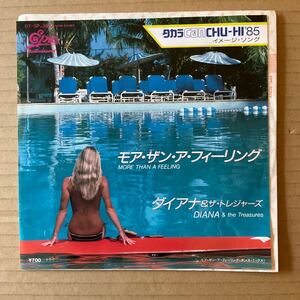 タカラ can CHU-HI '85
イメージ・ソング
モア・ザン・ア・フィーリング
MORE THAN A FEELING
ダイアナ&ザ・トレジャーズ
DIANA & the Treasures
¥700